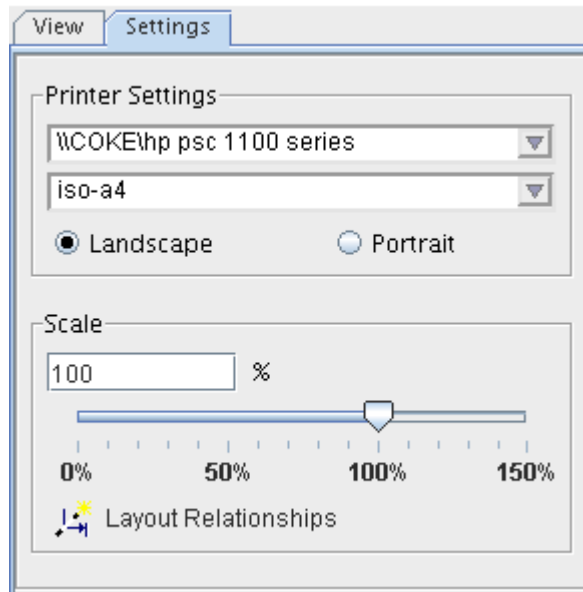 View Settings
Printer Settings
\\COKE\hp psc 1100 series
iso-a4
Landscape Portrait
Scale
100 %
0% 50% 100% 150%
Layout Relationships